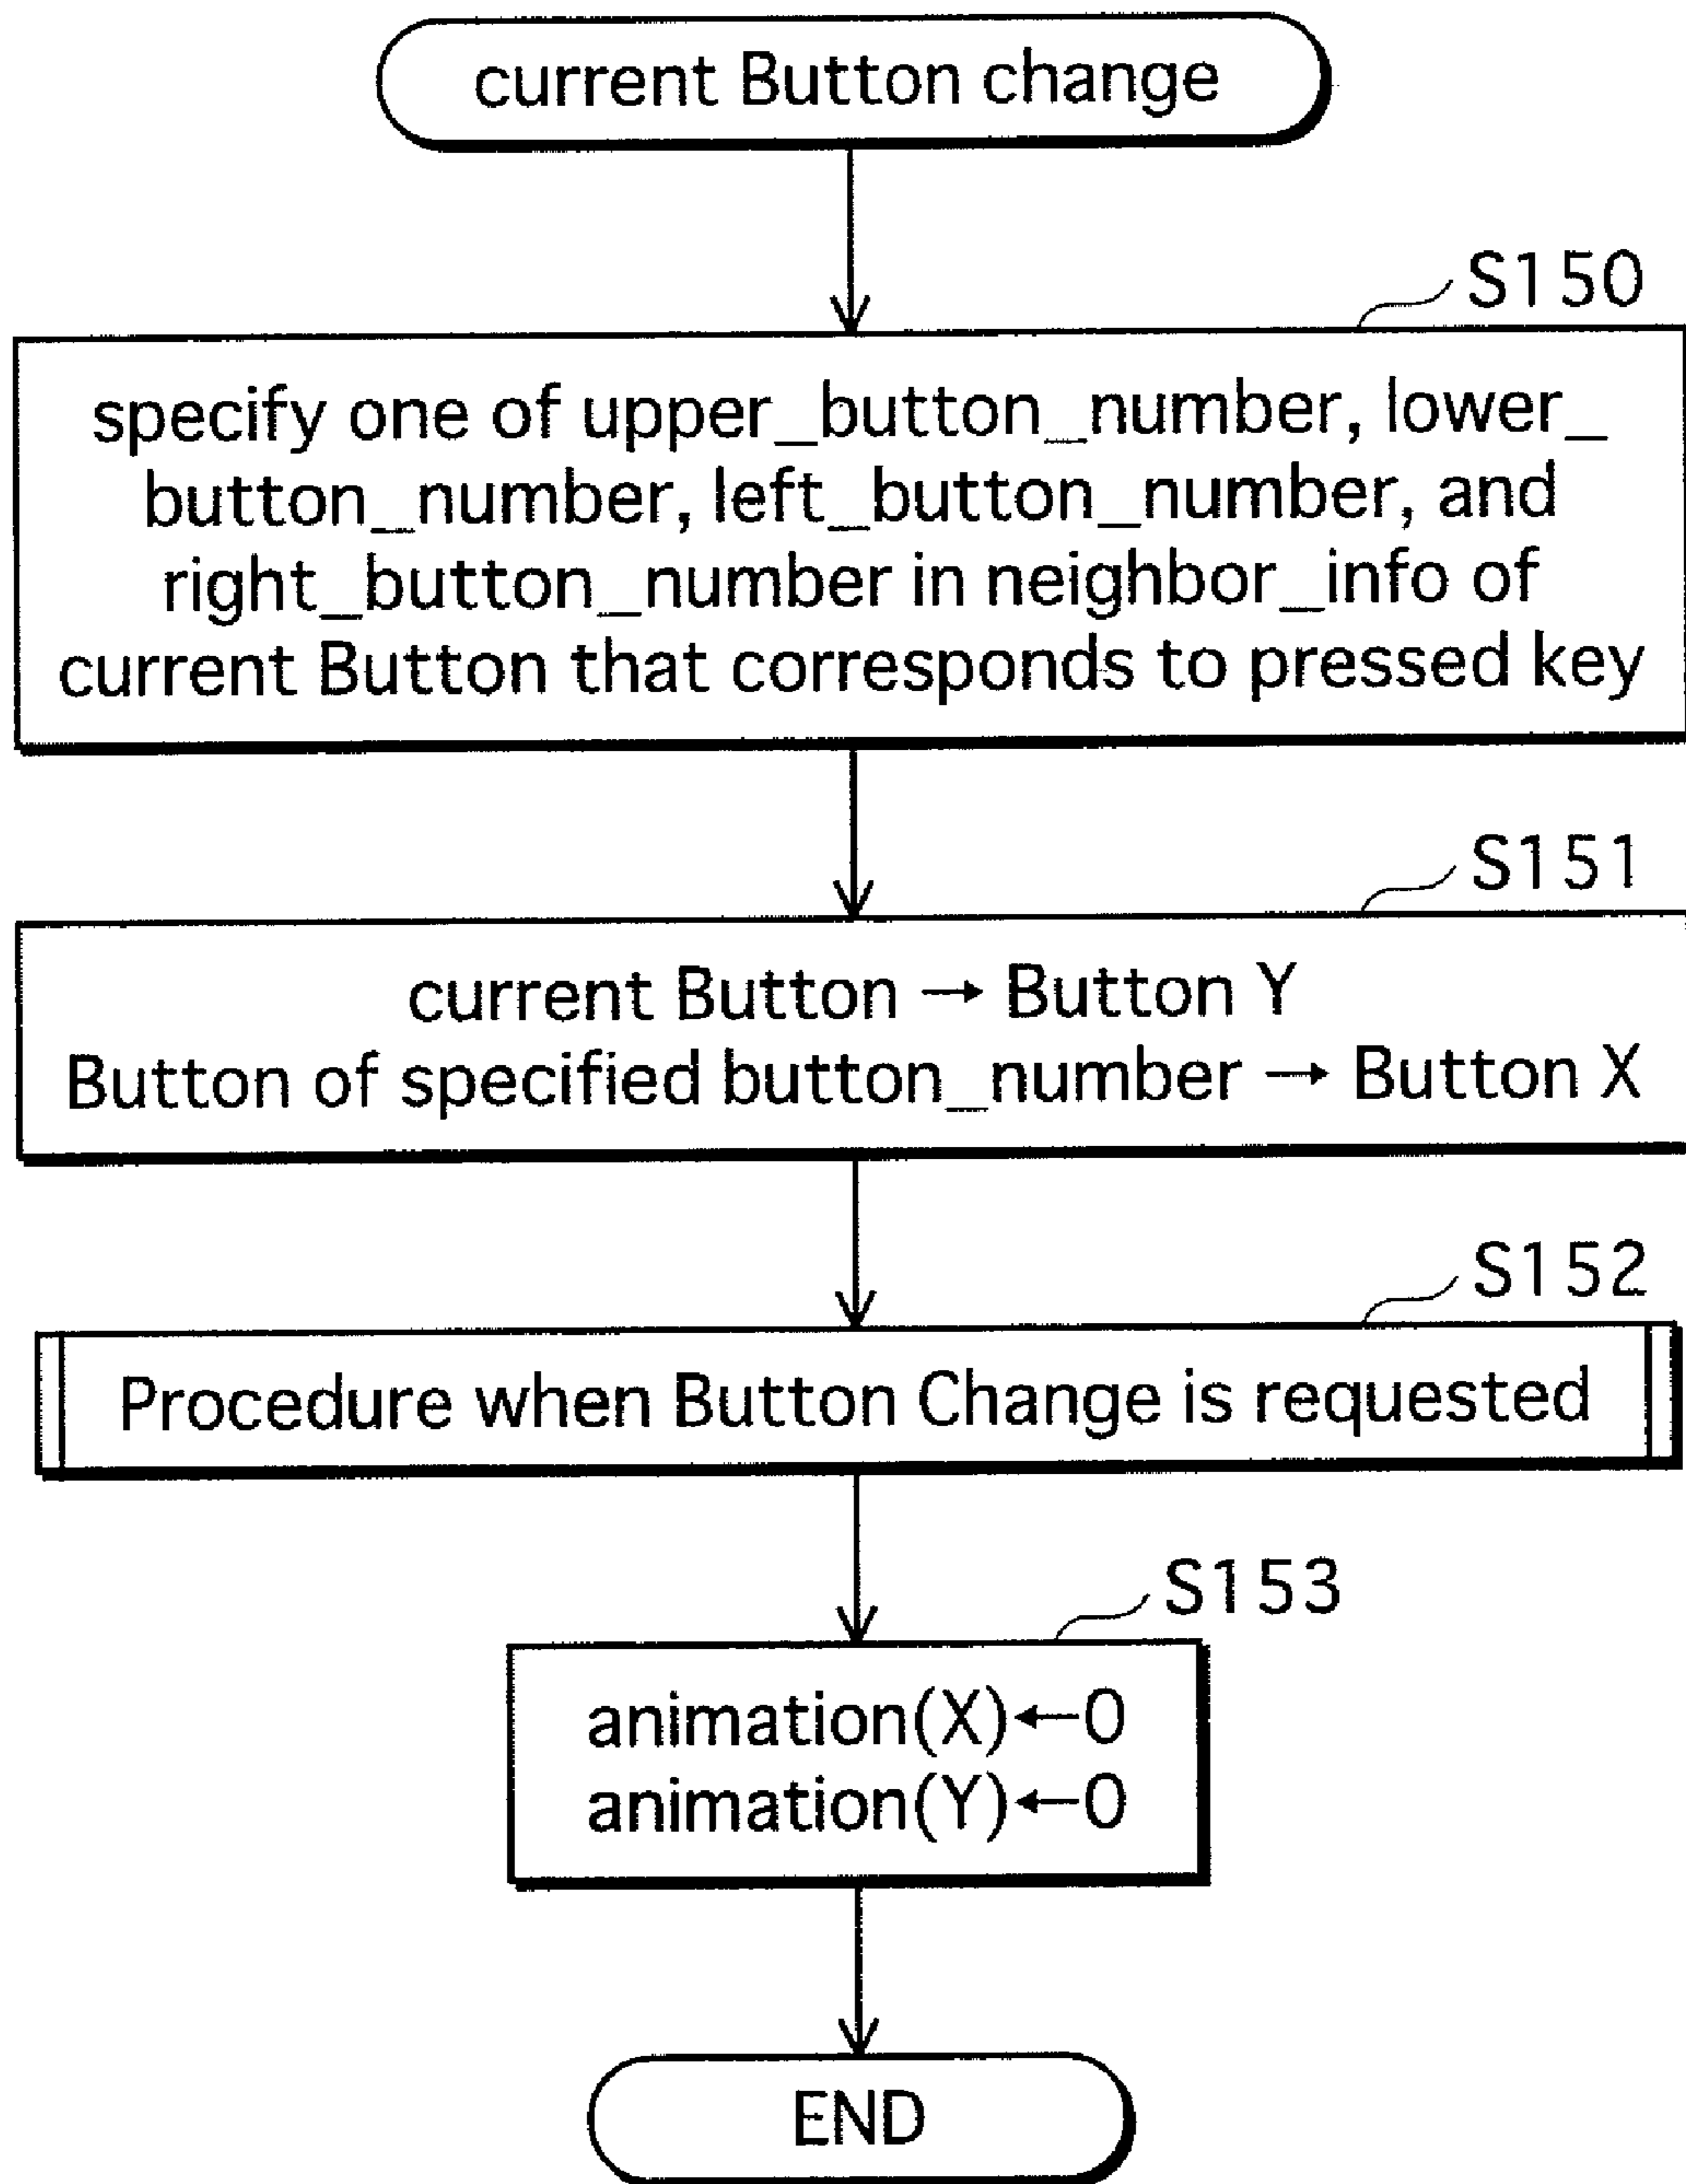 current Button change
S150
specify one of upper_button_number, lower_
button_number, left_button_number, and
right_button_number in neighbor_info of
current Button that corresponds to pressed key
S151
current Button → Button Y
Button of specified button_number → Button X
S152
Procedure when Button Change is requested
S153
animation(X)←0
animation(Y)←0
END